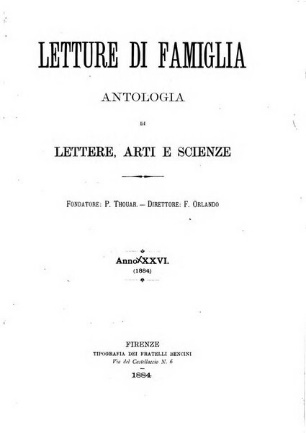 LETTURE DI FAMIGLIA
ANTOLOGIA
DI
LETTERE, ARTI E SCIENZE
FONDATORE: P. THOUAR. — DIRETTORE: F. ORLANDO
Anno XXVI.
(1884)
FIRENZE
TIPOGRAFIA DEI FRATELLI BENCINI
Via del Castellaccio N. 6
1884